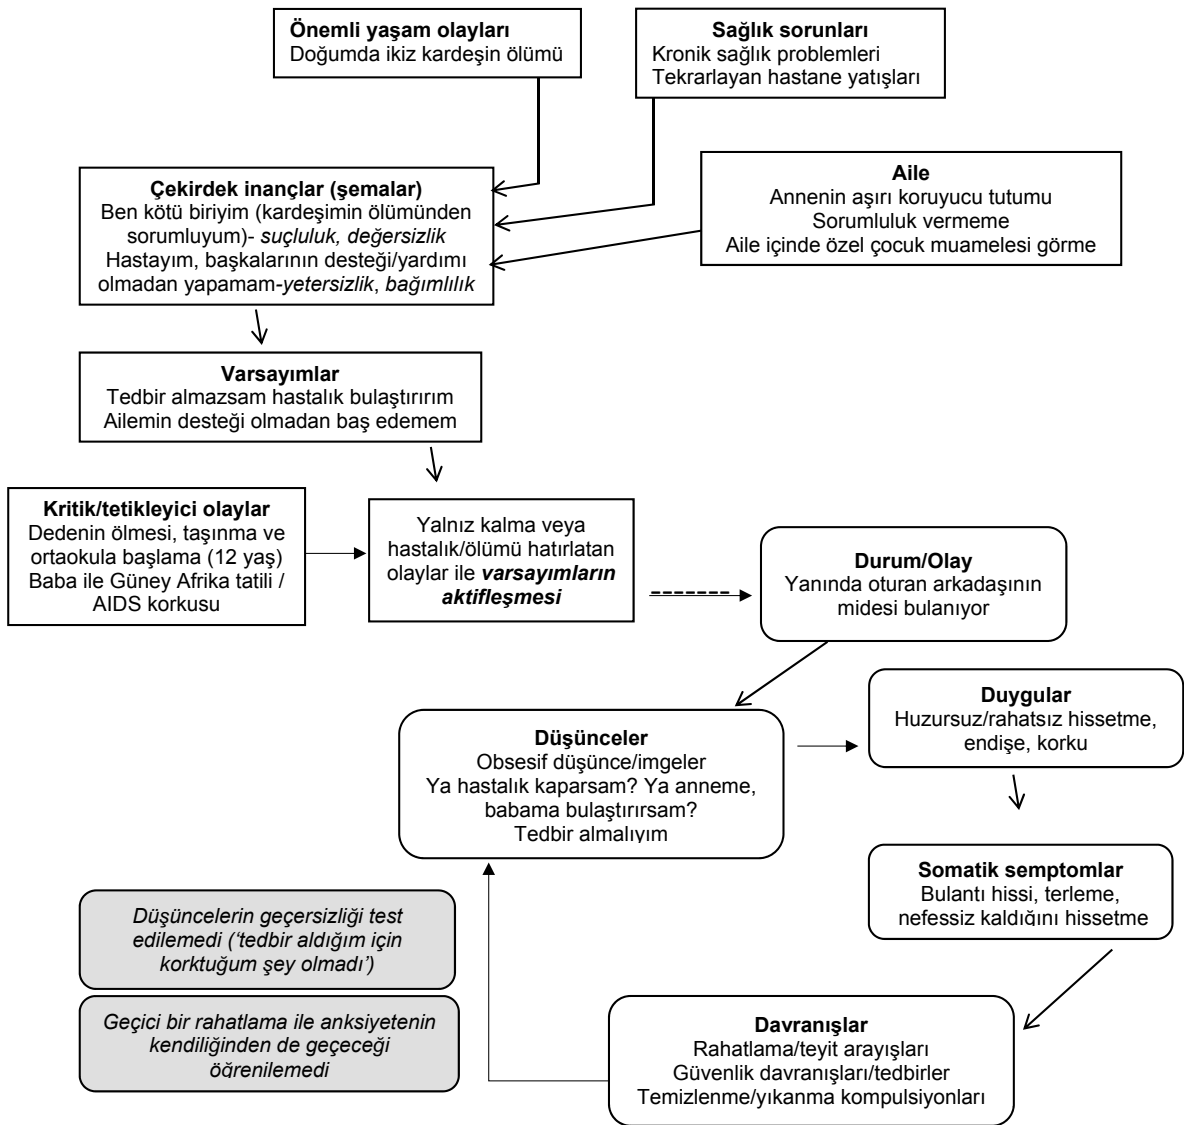 Önemli yaşam olayları
Doğumda ikiz kardeşin ölümü
Sağlık sorunları
Kronik sağlık problemleri
Tekrarlayan hastane yatışları
Aile
Annenin aşırı koruyucu tutumu
Sorumluluk vermeme
Aile içinde özel çocuk muamelesi görme
Çekirdek inançlar (şemalar)
Ben kötü biriyim (kardeşimin ölümünden
sorumluyum)- suçluluk, değersizlik
Hastayım, başkalarının desteği/yardımı
olmadan yapamam-yetersizlik, bağımlılık
Varsayımlar
Tedbir almazsam hastalık bulaştırırım
Ailemin desteği olmadan baş edemem
Kritik/tetikleyici olaylar
Dedenin ölmesi, taşınma ve
ortaokula başlama (12 yaş)
Baba ile Güney Afrika tatili /
AIDS korkusu
Yalnız kalma veya
hastalık/ölümü hatırlatan
olaylar ile varsayımların
aktifleşmesi
Durum/Olay
Yanında oturan arkadaşının
midesi bulanıyor
Düşünceler
Obsesif düşünce/imgeler
Ya hastalık kaparsam? Ya anneme,
babama bulaştırırsam?
Tedbir almalıyım
Duygular
Huzursuz/rahatsız hissetme,
endişe, korku
Somatik semptomlar
Bulantı hissi, terleme,
nefessiz kaldığını hissetme
Davranışlar
Rahatlama/teyit arayışları
Güvenlik davranışları/tedbirler
Temizlenme/yıkanma kompulsiyonları
Düşüncelerin geçersizliği test
edilemedi (‘tedbir aldığım için
korktuğum şey olmadı’)
Geçici bir rahatlama ile anksiyetenin
kendiliğinden de geçeceği
öğrenilemedi